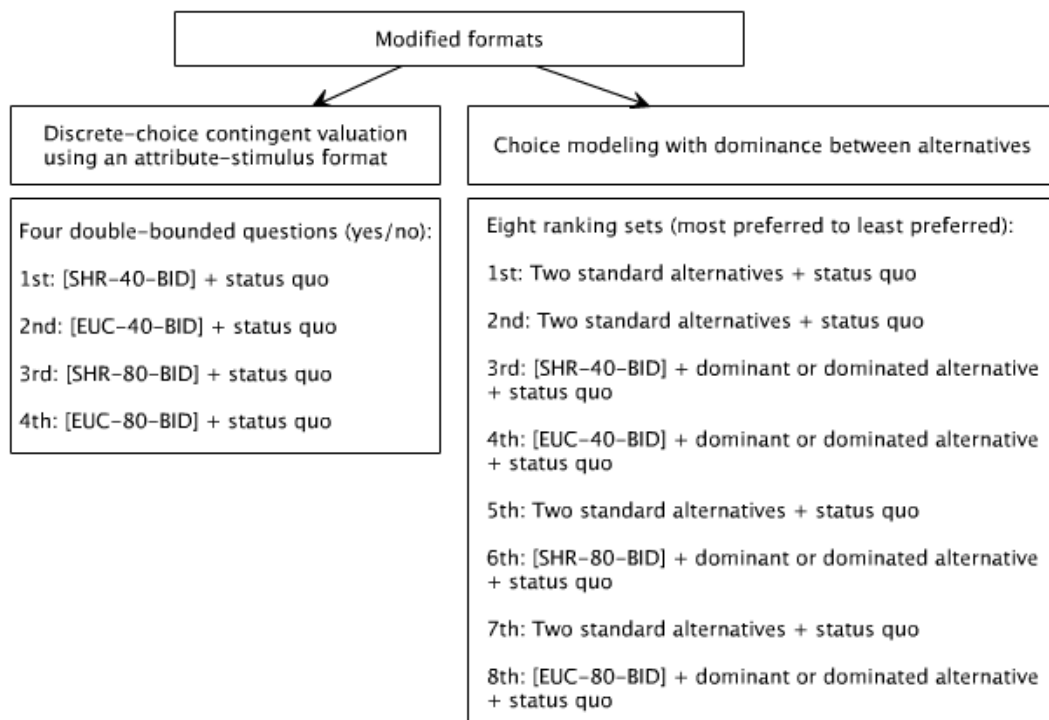 Modified formats
Discrete-choice contingent valuation
using an attribute-stimulus format
Choice modeling with dominance between alternatives
Four double-bounded questions (yes/no):
1st: [SHR-40-BID] + status quo
2nd: [EUC-40-BID] + status quo
3rd: [SHR-80-BID] + status quo
4th: [EUC-80-BID] + status quo
Eight ranking sets (most preferred to least preferred):
1st: Two standard alternatives + status quo
2nd: Two standard alternatives + status quo
3rd: [SHR-40-BID] + dominant or dominated alternative
+ status quo
4th: [EUC-40-BID] + dominant or dominated alternative
+ status quo
5th: Two standard alternatives + status quo
6th: [SHR-80-BID] + dominant or dominated alternative
+ status quo
7th: Two standard alternatives + status quo
8th: [EUC-80-BID] + dominant or dominated alternative
+ status quo